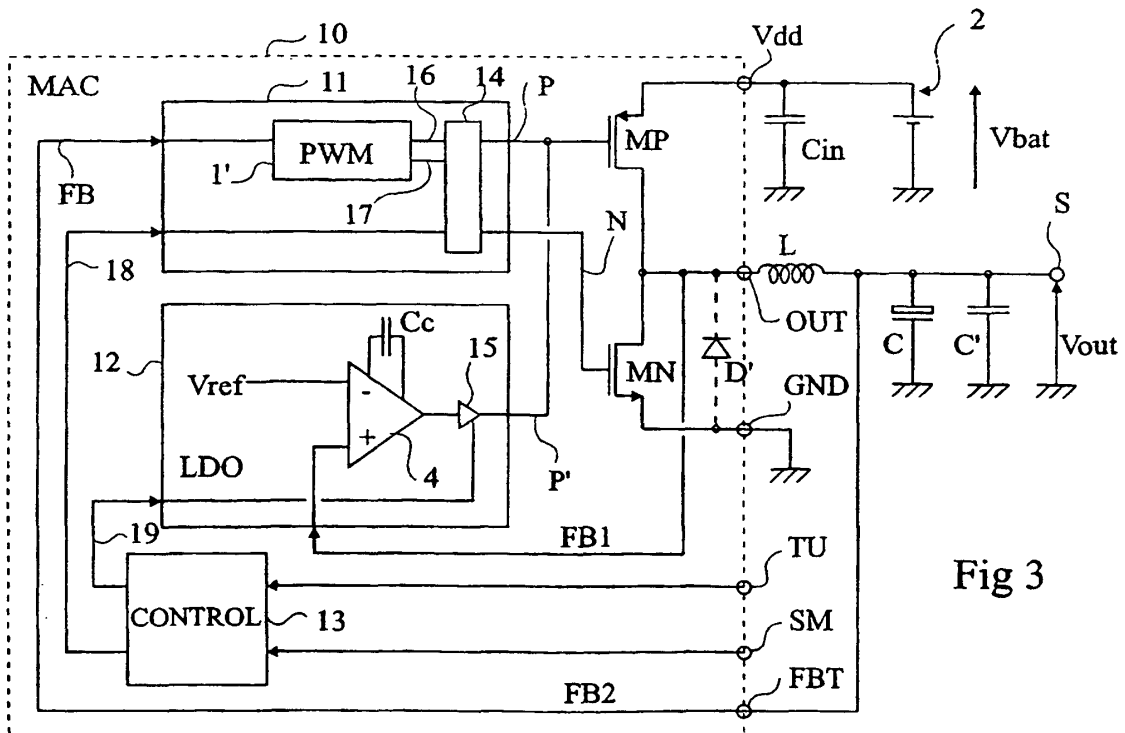 10
Vdd
2
MAC
11
16
14
P
PWM
MP
Cin
Vbat
1'
FB
17
N
L
S
18
OUT
Cc
15
12
Vref
-
MN
D'
C
C'
Vout
GND
+
4
LDO
P'
19
FB1
TU
Fig 3
CONTROL
13
SM
FB2
FBT